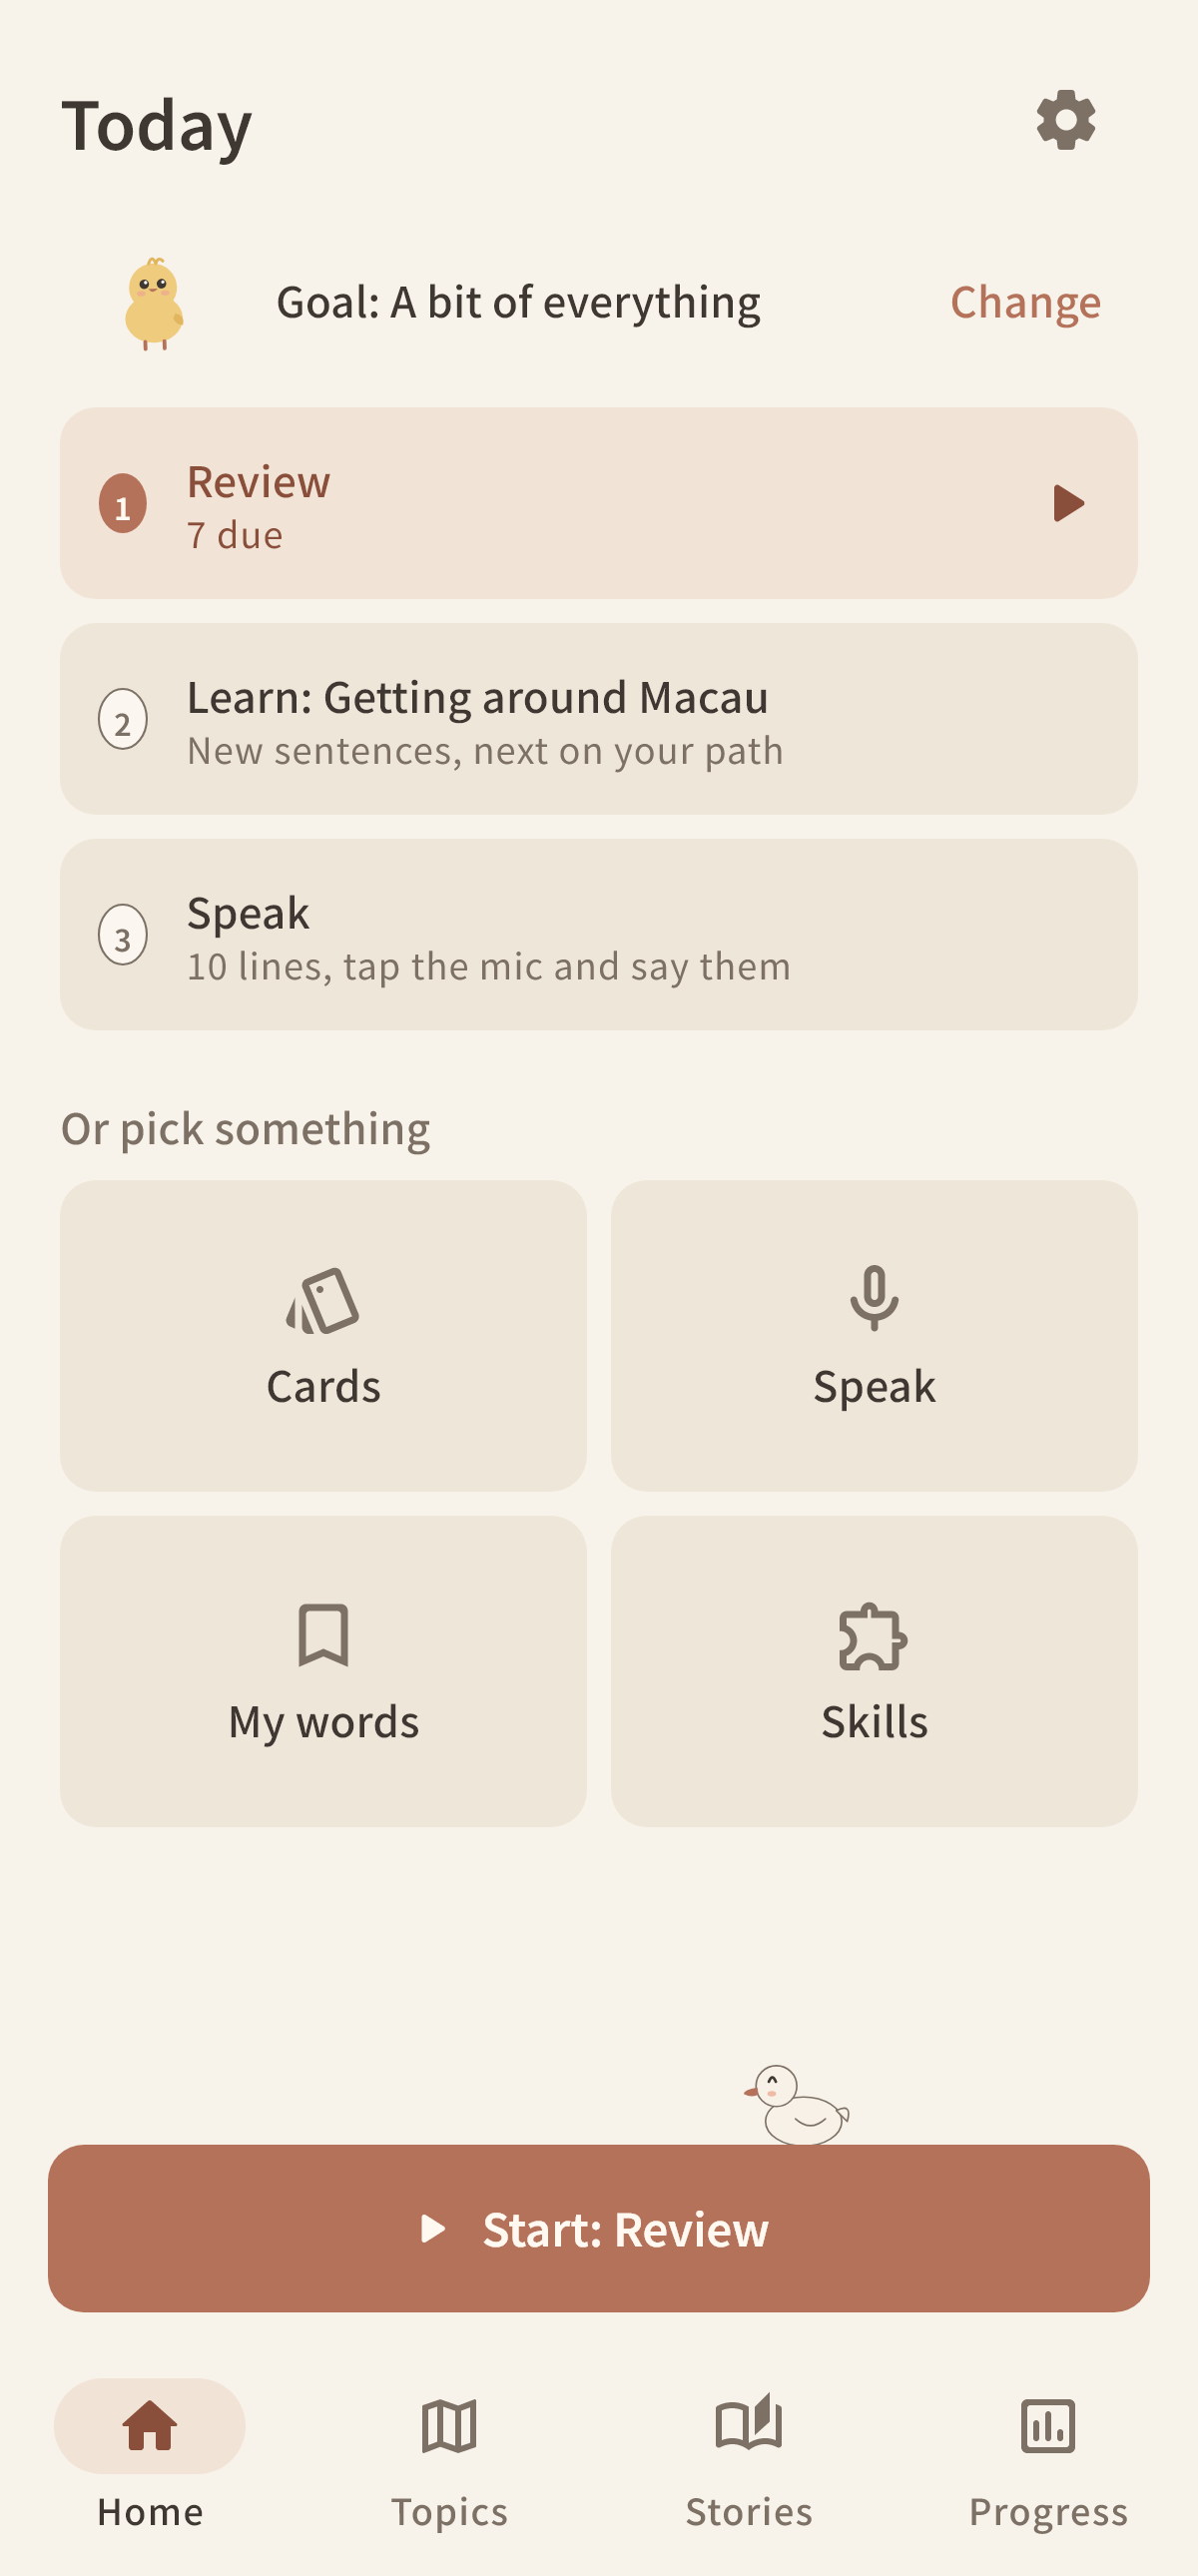 Today
Goal: A bit of everything
Change
1
Review
7 due
2
Learn: Getting around Macau
New sentences, next on your path
3
Speak
10 lines, tap the mic and say them
Or pick something
Cards
Speak
My words
Skills
Start: Review
Home
Topics
Stories
Progress